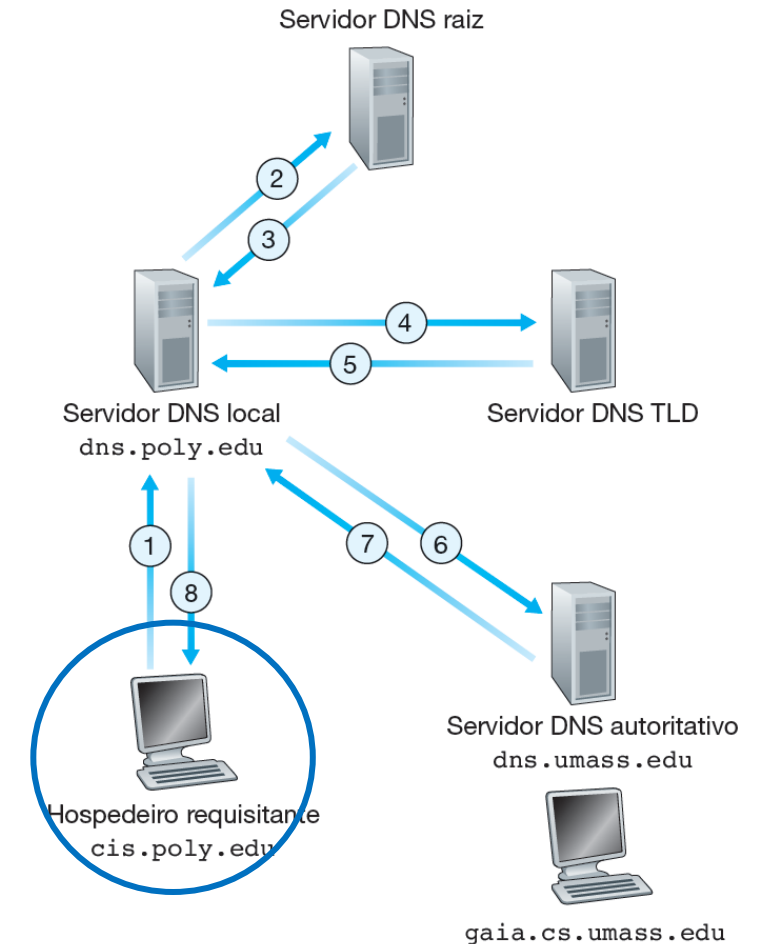 Servidor DNS raiz
2
3
4
5
Servidor DNS local
dns.poly.edu
Servidor DNS TLD
1
8
7
6
Hospedeiro requisitante
cis.poly.edu
Servidor DNS autoritativo
dns.umass.edu
gaia.cs.umass.edu